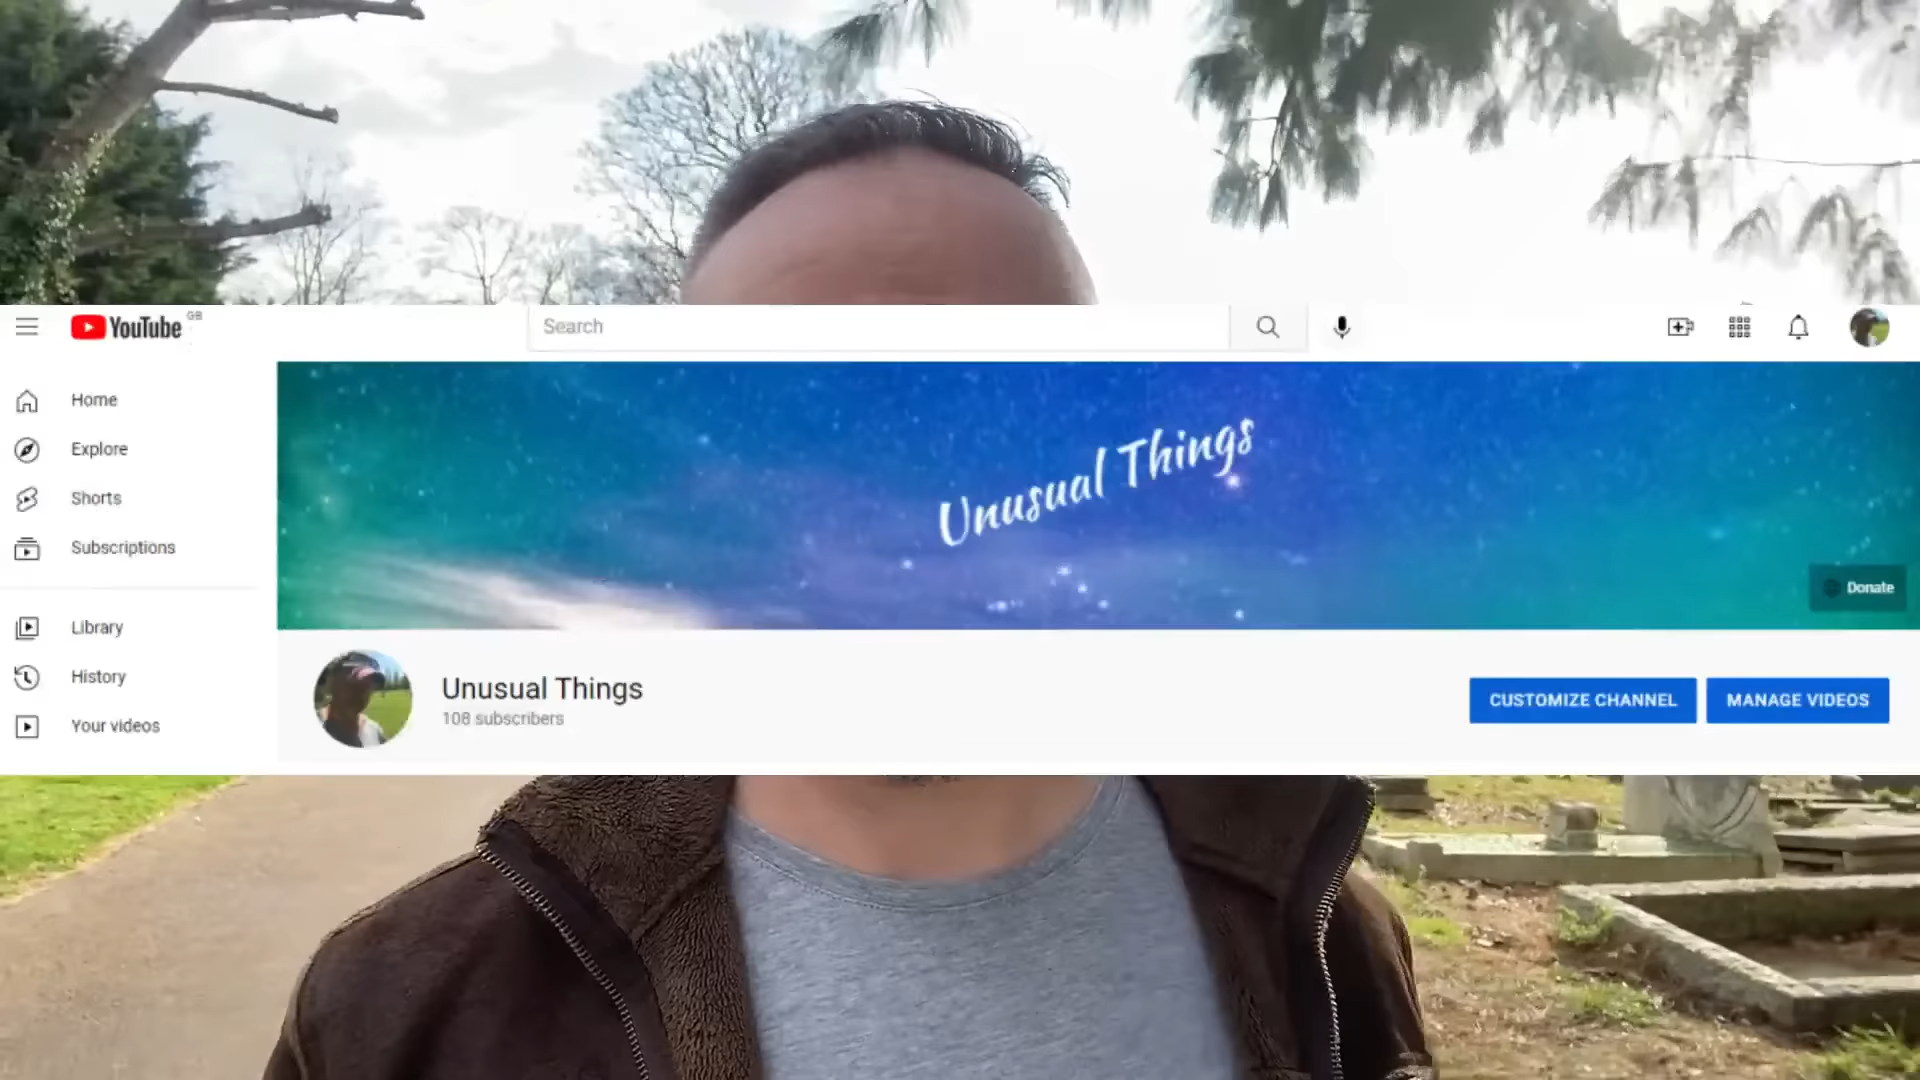 YouTube GB
Search
Home
Explore
Shorts
Subscriptions
Library
History
Your videos
Unusual Things
Donate
Unusual Things
108 subscribers
CUSTOMIZE CHANNEL
MANAGE VIDEOS